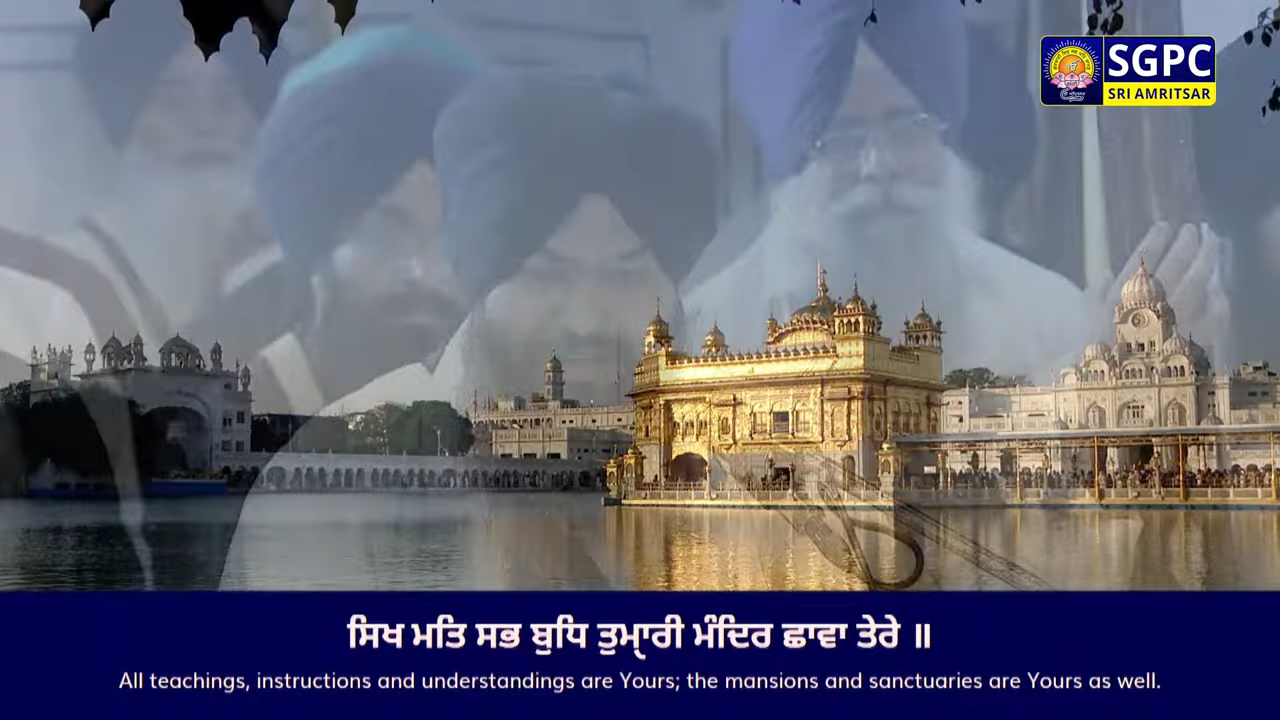 SGPC
SRI AMRITSAR
ਸਿਖ ਮਤਿ ਸਭ ਬੁਧਿ ਤੁਮ੍ਹਾਰੀ ਮੰਦਿਰ ਛਾਵਾ ਤੇਰੇ ॥
All teachings, instructions and understandings are Yours; the mansions and sanctuaries are Yours as well.